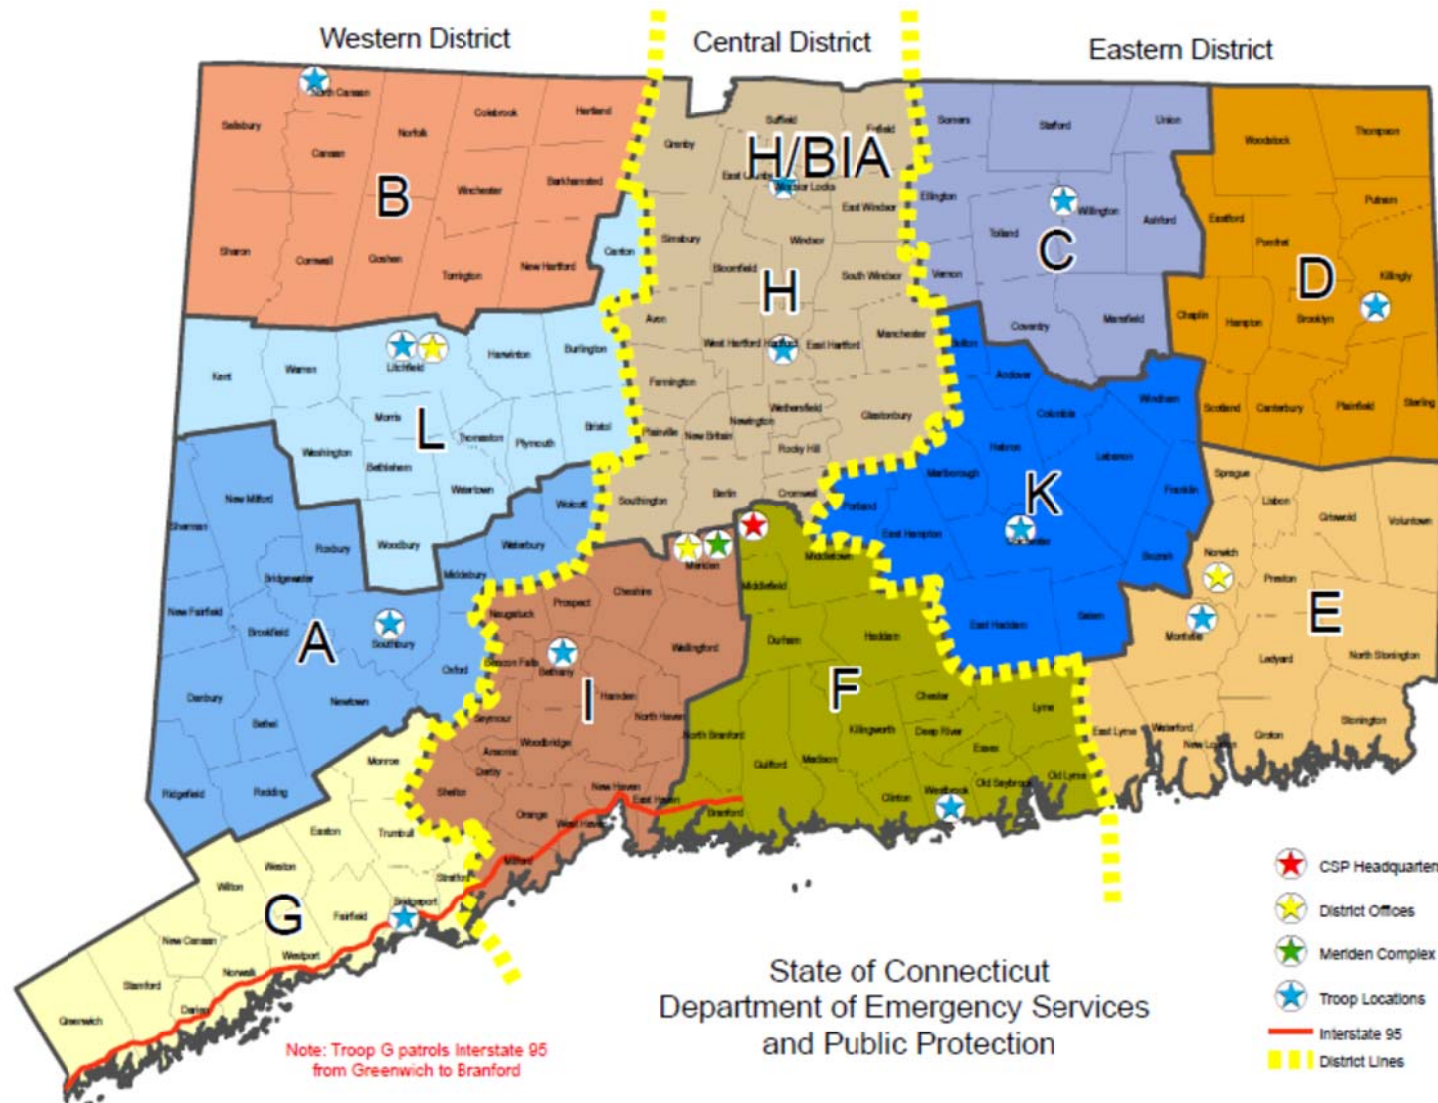 Western District
Central District
Eastern District
North Canaan
Colebrook
Hartland
Salisbury
Norfolk
Canaan
Winchester
Barkhamsted
B
Sharon
Cornwall
Goshen
Torrington
New Hartford
Canton
Suffield
Enfield
Granby
H/BIA
East Windsor
Simsbury
Windsor
Bloomfield
South Windsor
H
Avon
West Hartford
Hartford
East Hartford
Manchester
Farmington
Wethersfield
Newington
Glastonbury
Plainville
New Britain
Rocky Hill
Southington
Berlin
Cromwell
Somers
Stafford
Union
Ellington
Willington
Ashford
Tolland
C
Vernon
Coventry
Mansfield
Woodstock
Thompson
Putnam
Eastford
Pomfret
Killingly
D
Chaplin
Hampton
Brooklyn
Scotland
Canterbury
Plainfield
Sterling
Kent
Warren
Litchfield
Harwinton
Burlington
Morris
L
Thomaston
Plymouth
Bristol
Washington
Bethlehem
Watertown
Woodbury
New Milford
Sherman
Roxbury
Wolcott
Waterbury
Middlebury
Bridgewater
New Fairfield
Brookfield
A
Southbury
Oxford
Danbury
Bethel
Newtown
Ridgefield
Redding
Bolton
Andover
Columbia
Windham
Hebron
Marlborough
Lebanon
Franklin
Portland
K
East Hampton
Bozrah
East Haddam
Salem
Sprague
Lisbon
Griswold
Voluntown
Norwich
Preston
E
Montville
Ledyard
North Stonington
East Lyme
Waterford
New London
Groton
Stonington
Meriden
Cheshire
Prospect
Naugatuck
Wallingford
Beacon Falls
Bethany
Hamden
I
Seymour
North Haven
Woodbridge
Ansonia
Derby
Shelton
New Haven
East Haven
Orange
West Haven
Milford
Middletown
Middlefield
Durham
Haddam
F
Chester
Lyme
North Branford
Killingworth
Deep River
Guilford
Madison
Essex
Clinton
Westbrook
Old Saybrook
Old Lyme
Branford
Monroe
Easton
Trumbull
Weston
Wilton
Stratford
G
Fairfield
Bridgeport
New Canaan
Westport
Norwalk
Stamford
Darien
Greenwich
Note: Troop G patrols Interstate 95
from Greenwich to Branford
State of Connecticut
Department of Emergency Services
and Public Protection
CSP Headquarter
District Offices
Meriden Complex
Troop Locations
Interstate 95
District Lines